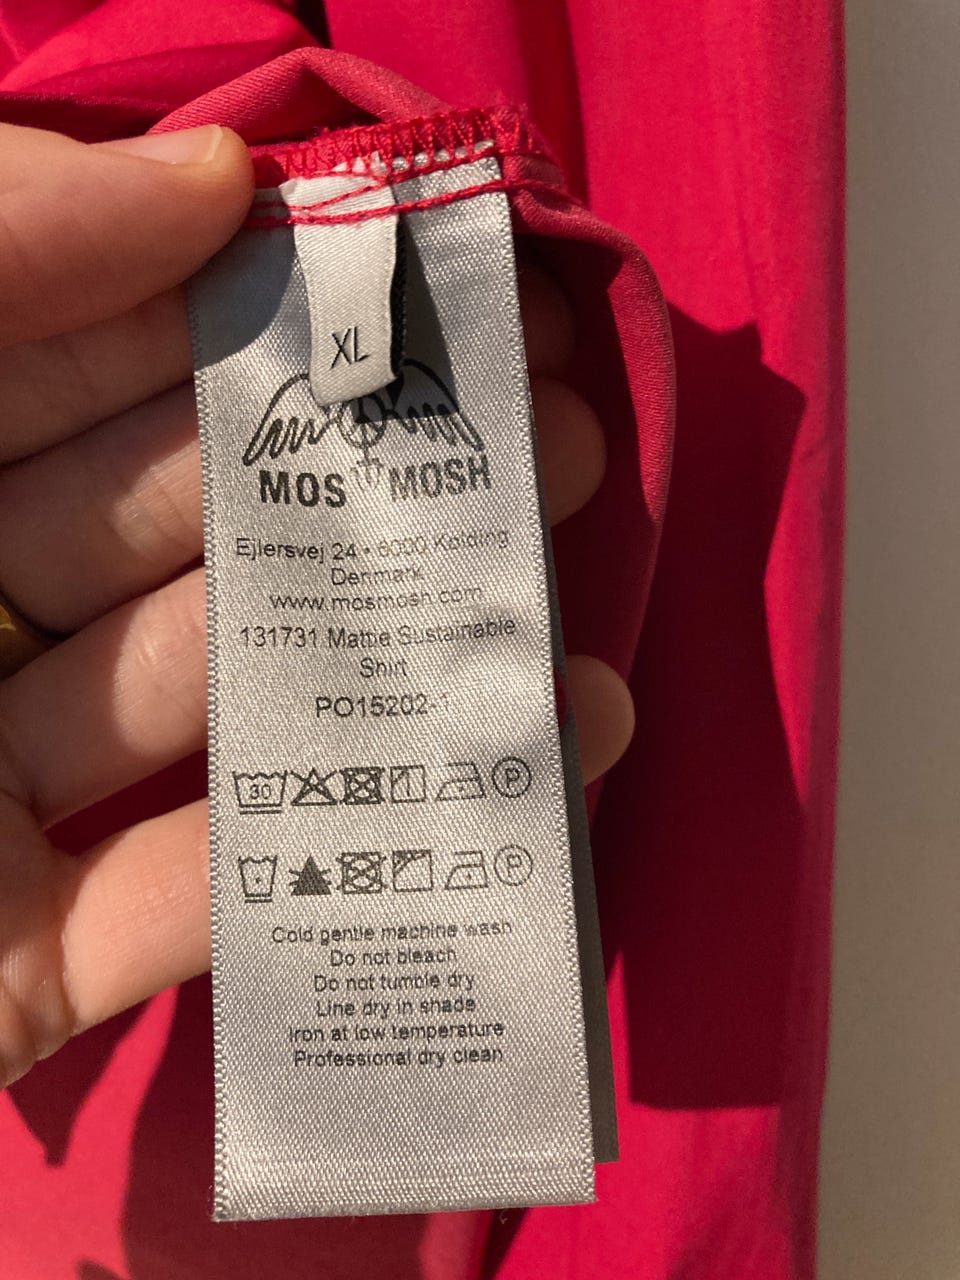 XL
MOS MOSH
Ejlersvej 24 • 6000 Kolding
Denmark
www.mosmosh.com
131731 Mattie Sustainable
Shirt
PO15202-1
30 P
P
Cold gentle machine wash
Do not bleach
Do not tumble dry
Line dry in shade
Iron at low temperature
Professional dry clean